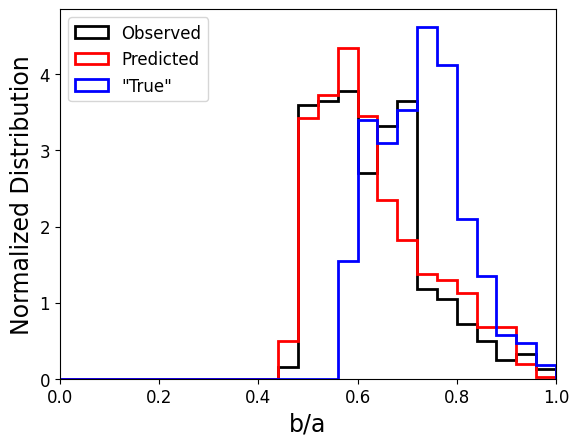 Observed
Predicted
"True"
Normalized Distribution
4
3
2
1
0
0.0 0.2 0.4 0.6 0.8 1.0
b/a